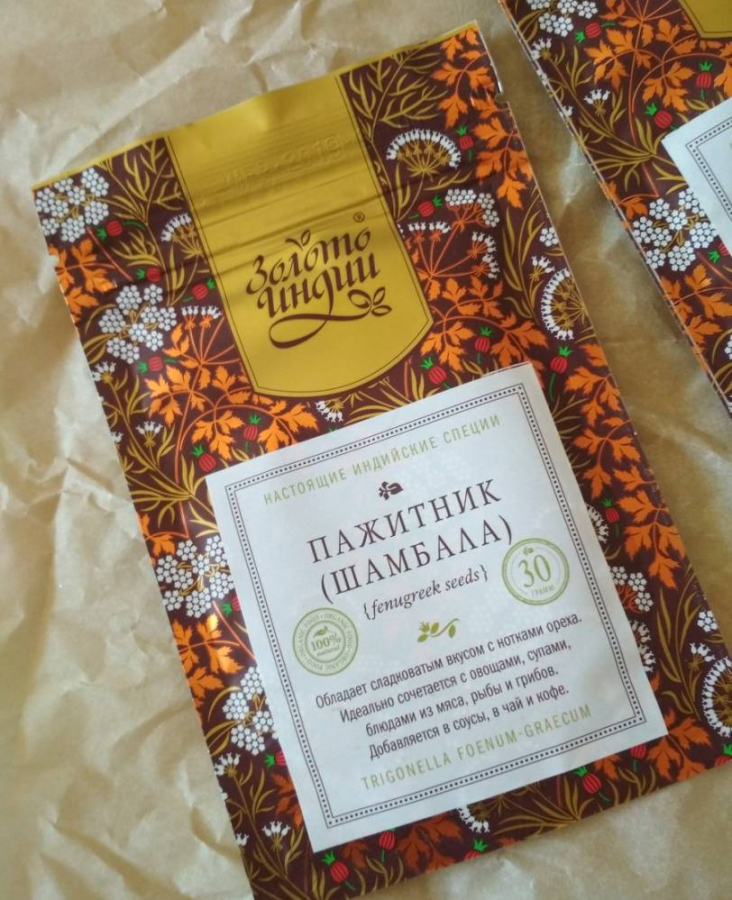 Золото
индии
®
НАСТОЯЩИЕ ИНДИЙСКИЕ СПЕЦИИ
ПАЖИТНИК
(ШАМБАЛА)
{fenugreek seeds}
30
ГРАММ
100%
natural
Обладает сладковатым вкусом с нотками ореха.
Идеально сочетается с овощами, супами,
блюдами из мяса, рыбы и грибов.
Добавляется в соусы, в чай и кофе.
TRIGONELLA FOENUM-GRAECUM